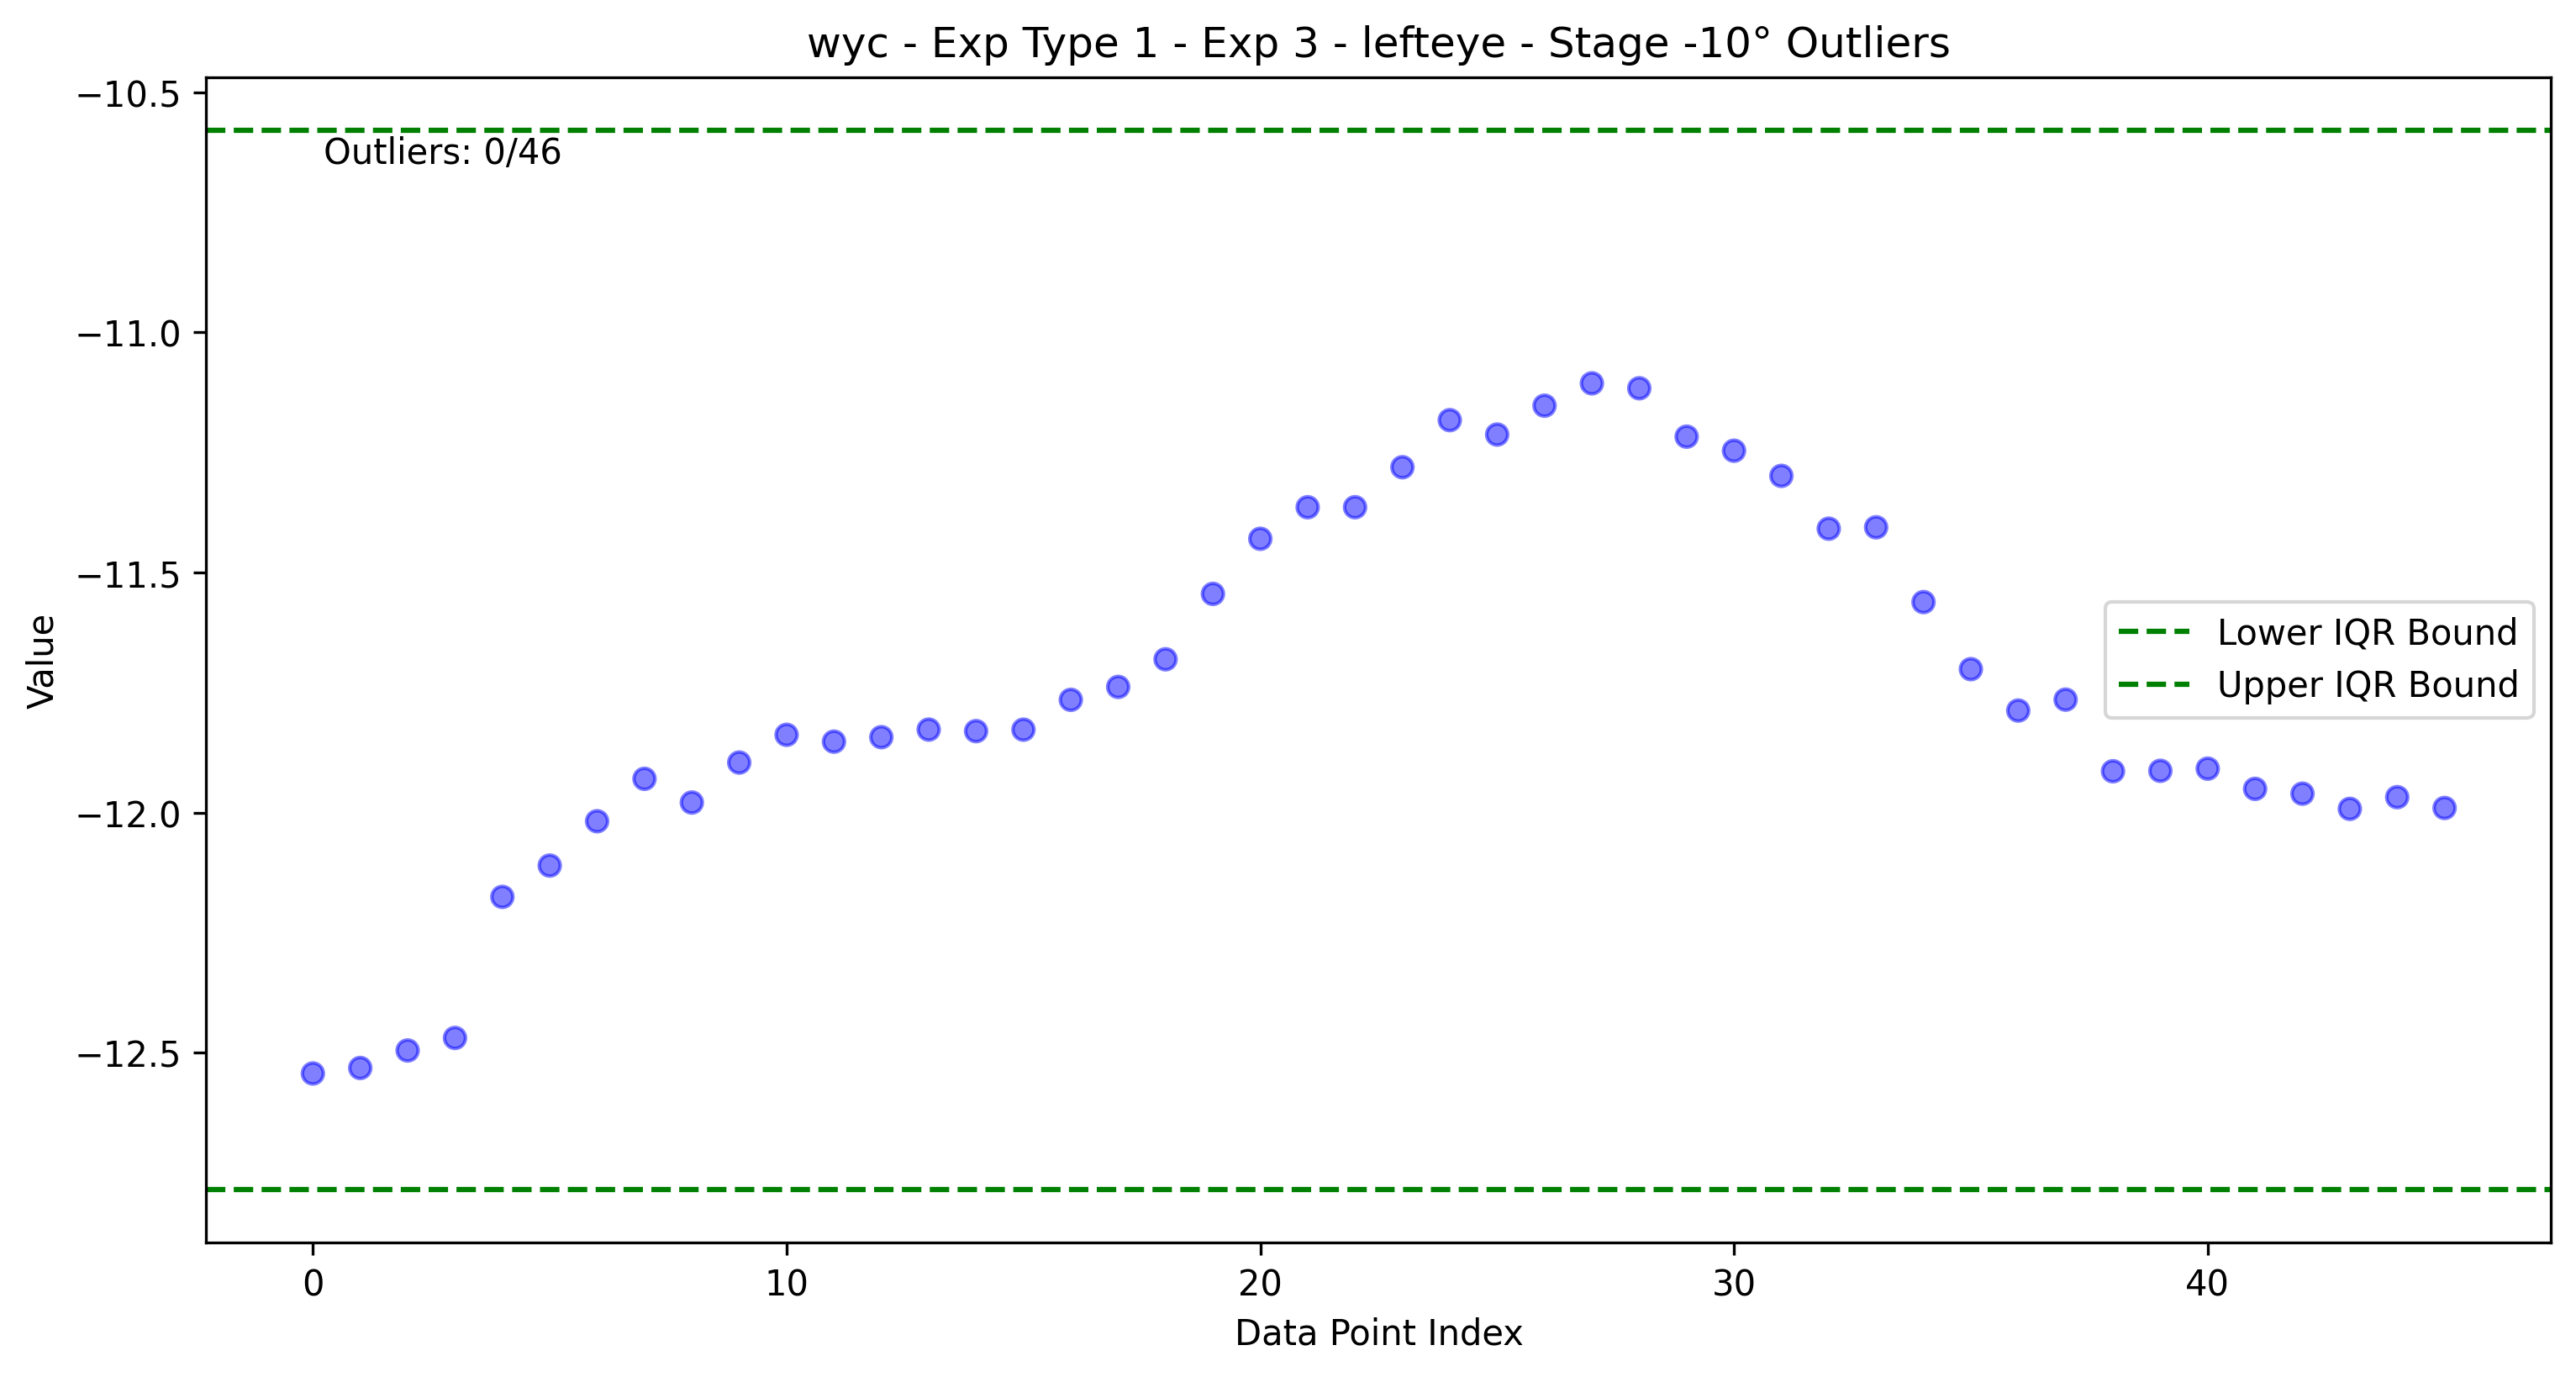 wyc - Exp Type 1 - Exp 3 - lefteye - Stage -10° Outliers
−10.5
Outliers: 0/46
−11.0
−11.5
Lower IQR Bound
Upper IQR Bound
Value
−12.0
−12.5
0 10 20 30 40
Data Point Index